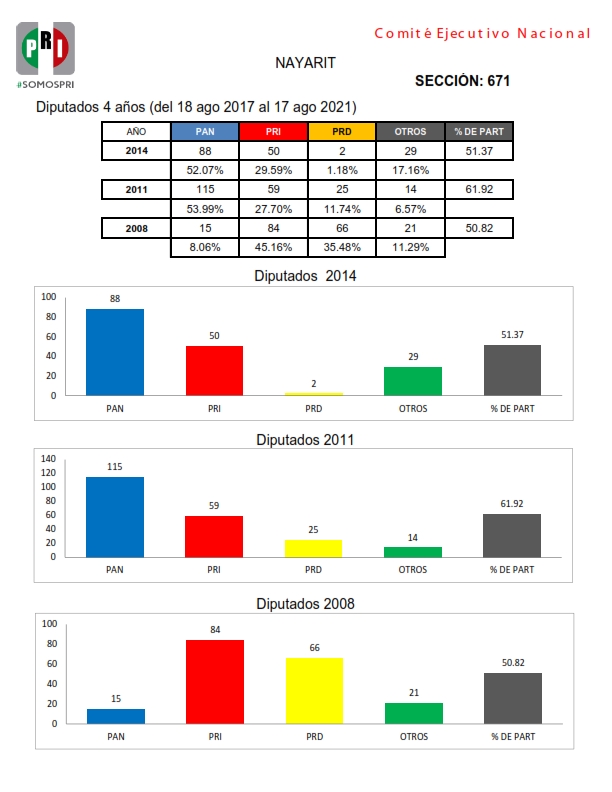 Comité Ejecutivo Nacional
PRI
#SOMOSPRI
NAYARIT
SECCIÓN: 671
Diputados 4 años (del 18 ago 2017 al 17 ago 2021)
AÑO PAN PRI PRD OTROS % DE PART
2014 88 50 2 29 51.37
52.07% 29.59% 1.18% 17.16%
2011 115 59 25 14 61.92
53.99% 27.70% 11.74% 6.57%
2008 15 84 66 21 50.82
8.06% 45.16% 35.48% 11.29%
Diputados 2014
100
80
60
40
20
0
88
50
2
29
51.37
PAN PRI PRD OTROS % DE PART
Diputados 2011
140
120
100
80
60
40
20
0
115
59
25
14
61.92
PAN PRI PRD OTROS % DE PART
Diputados 2008
100
80
60
40
20
0
15
84
66
21
50.82
PAN PRI PRD OTROS % DE PART